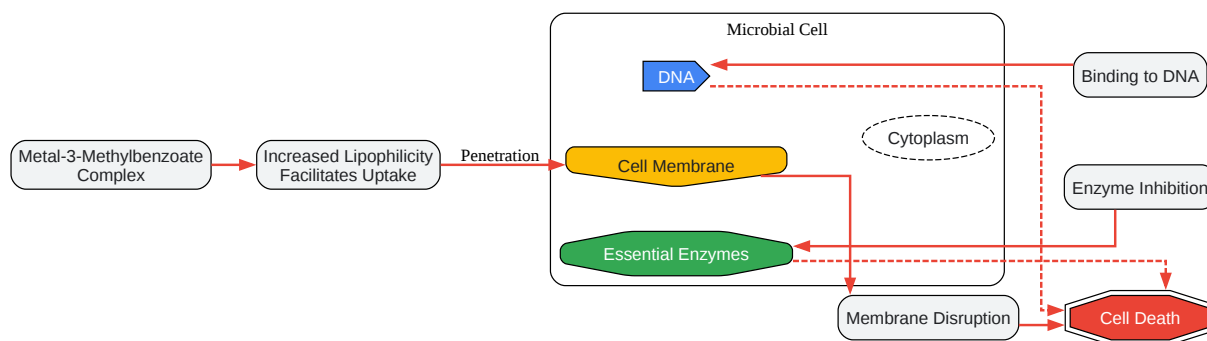 Microbial Cell
DNA
Binding to DNA
Cytoplasm
Metal-3-Methylbenzoate
Complex
Increased Lipophilicity
Facilitates Uptake
Penetration
Cell Membrane
Enzyme Inhibition
Essential Enzymes
Membrane Disruption
Cell Death